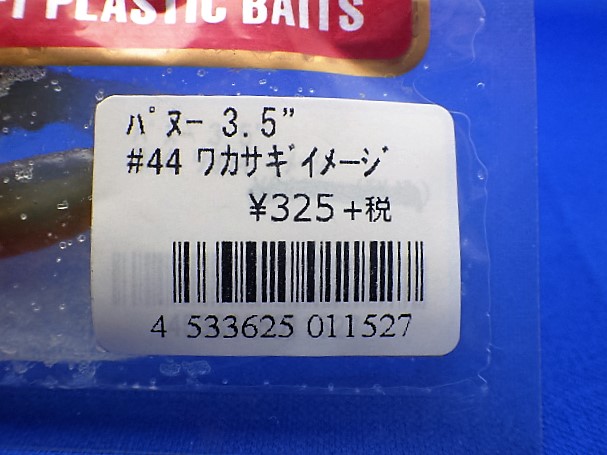 PLASTIC BAITS
ﾊﾟﾇｰ 3.5”
#44 ﾜｶｻｷﾞｲﾒｰｼﾞ
¥325+税
4 533625 011527